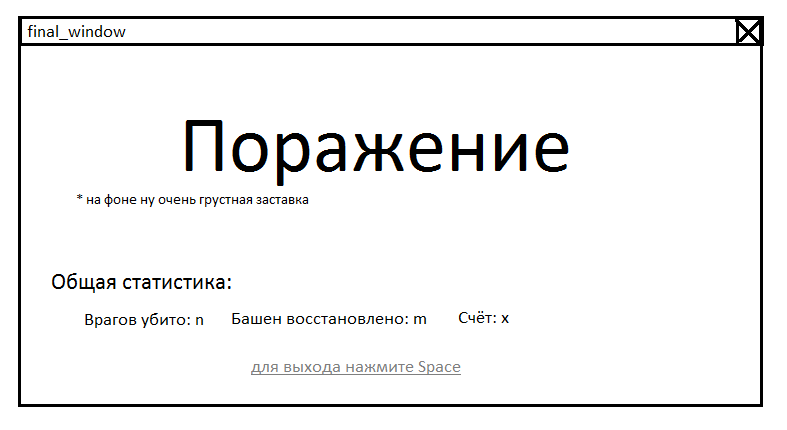 final_window
Поражение
* на фоне ну очень грустная заставка
Общая статистика:
Врагов убито: n Башен восстановлено: m Счёт: x
для выхода нажмите Space